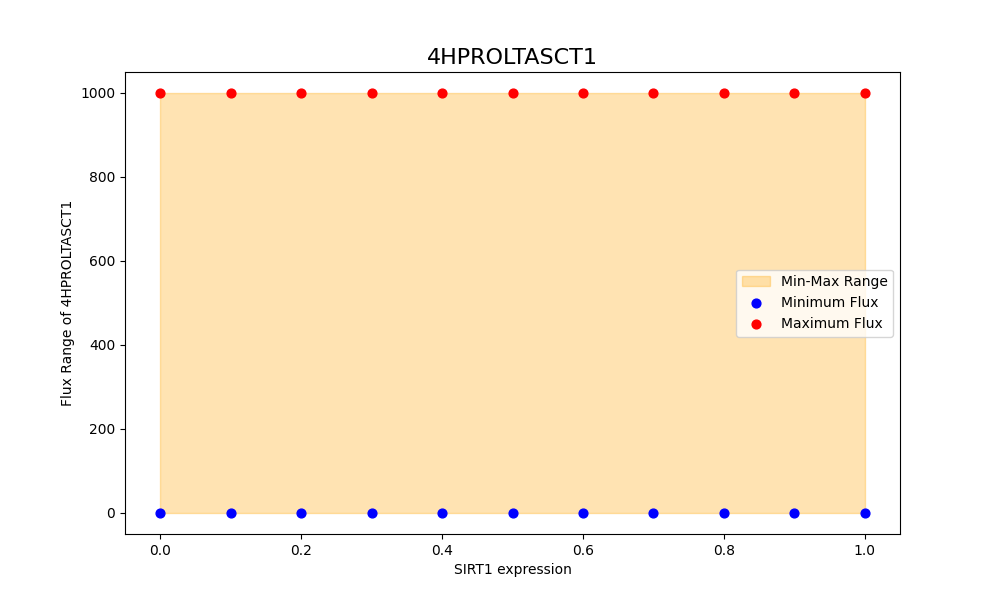 4HPROLTASCT1
Flux Range of 4HPROLTASCT1
1000
800
600
400
200
0
Min-Max Range
Minimum Flux
Maximum Flux
0.0 0.2 0.4 0.6 0.8 1.0
SIRT1 expression